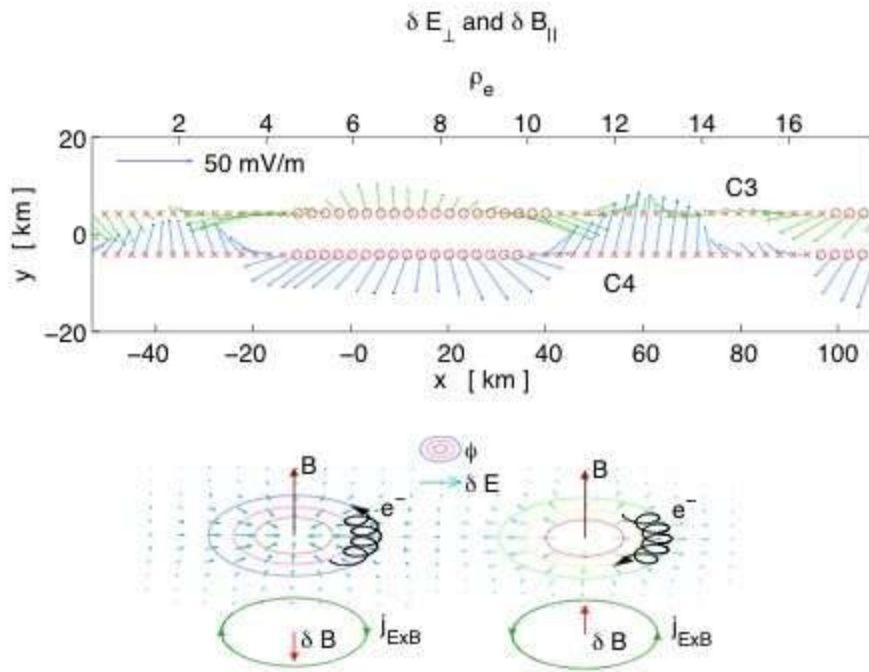 δ E⊥ and δ B||
ρe
2 4 6 8 10 12 14 16
20
50 mV/m
C3
y [ km ]
0
C4
−20
−40 −20 −0 20 40 60 80 100
x [ km ]
ϕ
B
B
δ E
e−
e−
jExB
jExB
δ B
δ B